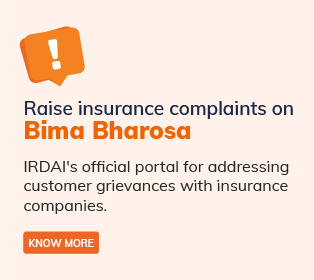 Raise insurance complaints on
Bima Bharosa
IRDAI's official portal for addressing
customer grievances with insurance
companies.
KNOW MORE